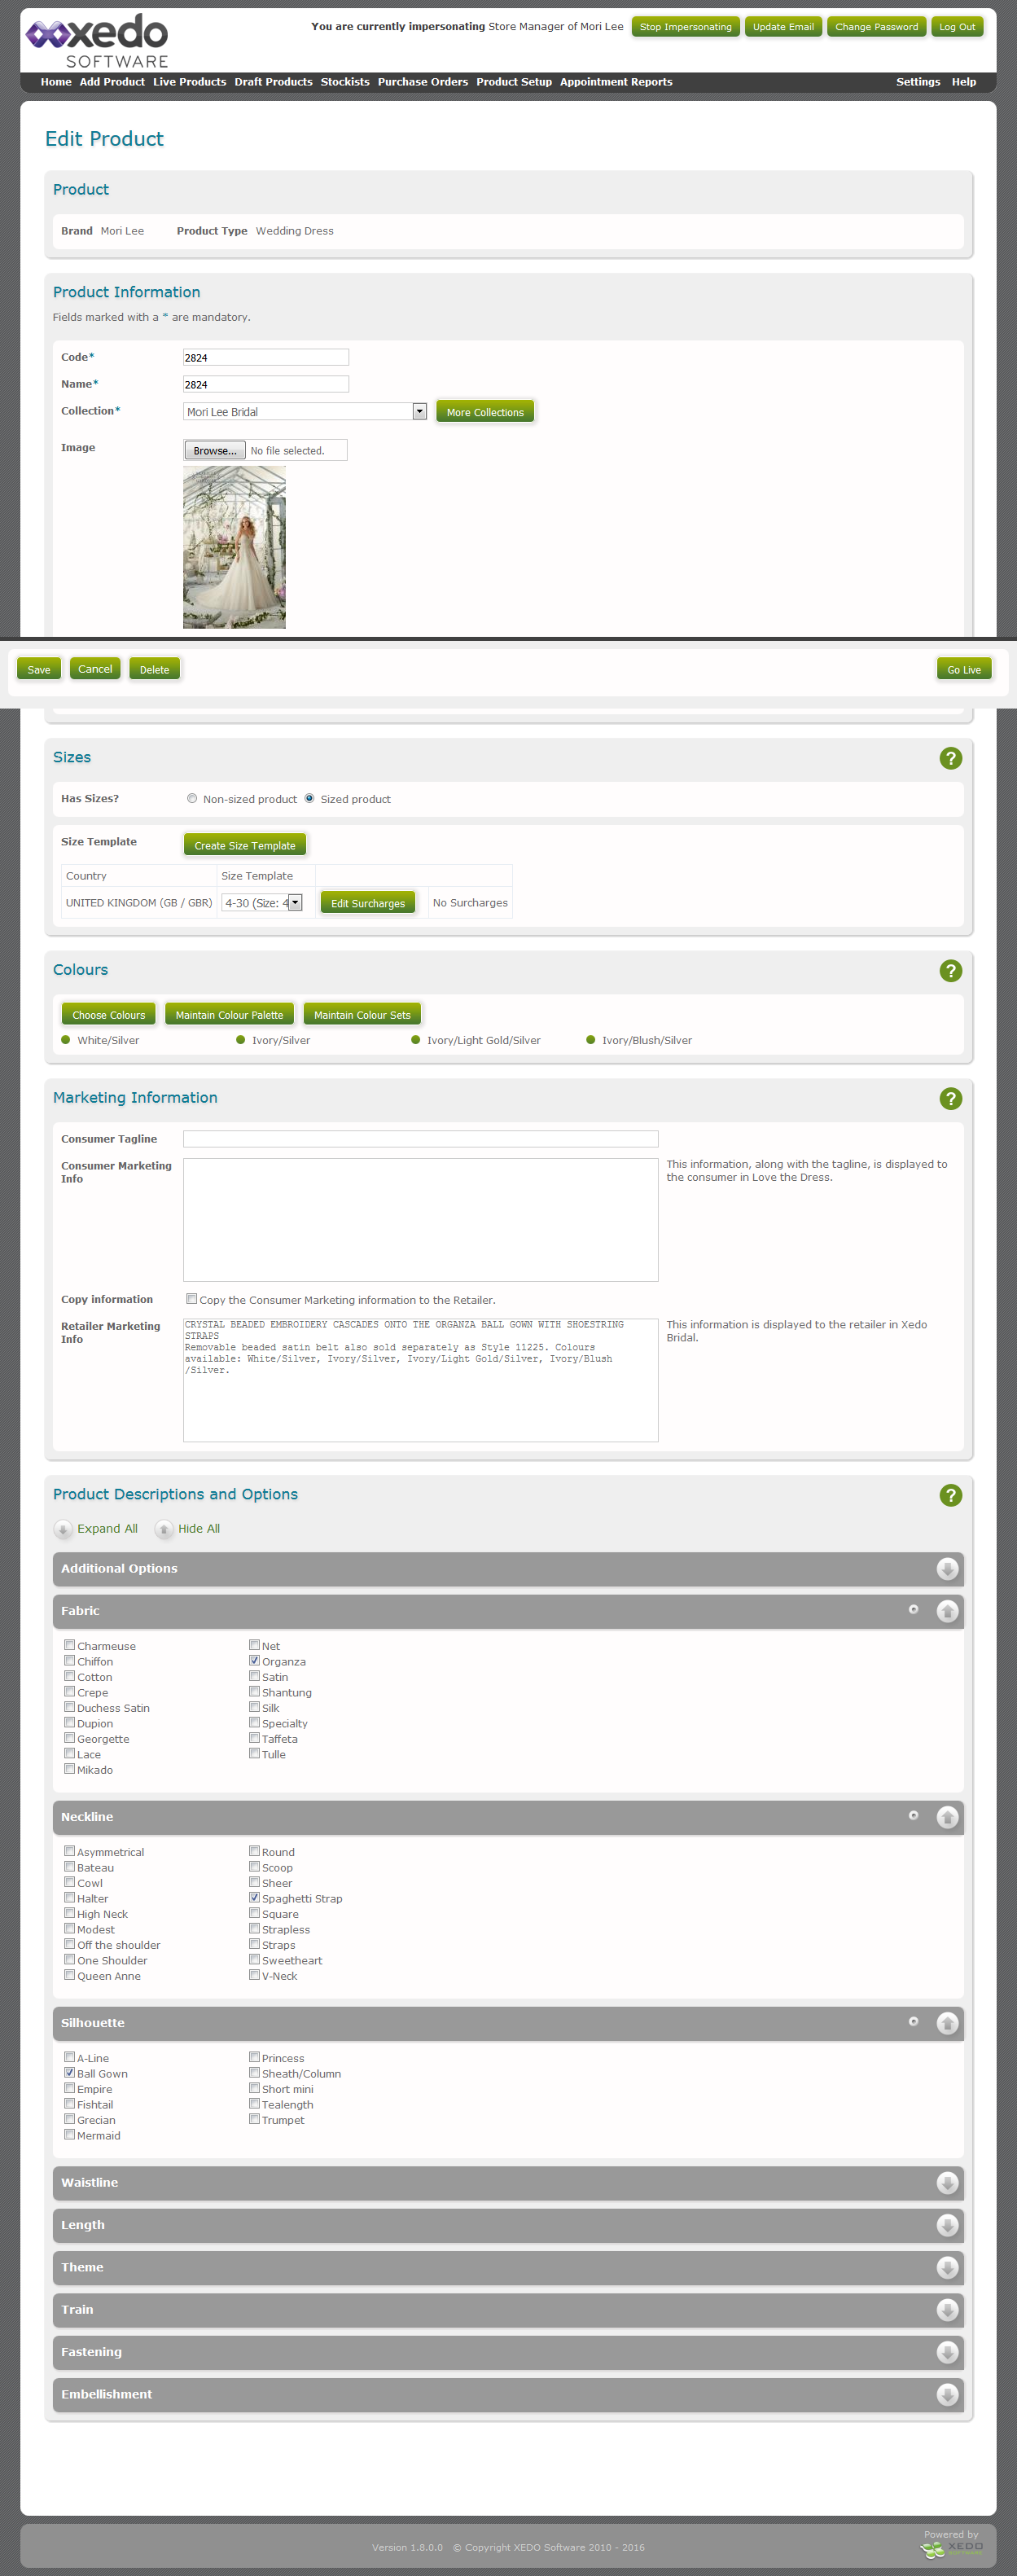 xedo
SOFTWARE
You are currently impersonating Store Manager of Mori Lee
Stop Impersonating
Update Email
Change Password
Log Out
Home
Add Product
Live Products
Draft Products
Stockists
Purchase Orders
Product Setup
Appointment Reports
Settings
Help
Edit Product
Product
Brand Mori Lee Product Type Wedding Dress
Product Information
Fields marked with a * are mandatory.
Code* 2824
Name* 2824
Collection* Mori Lee Bridal More Collections
Image Browse... No file selected.
Save Cancel Delete Go Live
Sizes ?
Has Sizes? Non-sized product Sized product
Size Template Create Size Template
Country Size Template
UNITED KINGDOM (GB / GBR) 4-30 (Size: 4 Edit Surcharges No Surcharges
Colours ?
Choose Colours Maintain Colour Palette Maintain Colour Sets
White/Silver Ivory/Silver Ivory/Light Gold/Silver Ivory/Blush/Silver
Marketing Information ?
Consumer Tagline
Consumer Marketing
Info
This information, along with the tagline, is displayed to
the consumer in Love the Dress.
Copy information Copy the Consumer Marketing information to the Retailer.
Retailer Marketing
Info
CRYSTAL BEADED EMBROIDERY CASCADES ONTO THE ORGANZA BALL GOWN WITH SHOESTRING
STRAPS
Removable beaded satin belt also sold separately as Style 11225. Colours
available: White/Silver, Ivory/Silver, Ivory/Light Gold/Silver, Ivory/Blush
/Silver.
This information is displayed to the retailer in Xedo
Bridal.
Product Descriptions and Options ?
Expand All Hide All
Additional Options
Fabric
Charmeuse Net
Chiffon Organza
Cotton Satin
Crepe Shantung
Duchess Satin Silk
Dupion Specialty
Georgette Taffeta
Lace Tulle
Mikado
Neckline
Asymmetrical Round
Bateau Scoop
Cowl Sheer
Halter Spaghetti Strap
High Neck Square
Modest Strapless
Off the shoulder Straps
One Shoulder Sweetheart
Queen Anne V-Neck
Silhouette
A-Line Princess
Ball Gown Sheath/Column
Empire Short mini
Fishtail Tealength
Grecian Trumpet
Mermaid
Waistline
Length
Theme
Train
Fastening
Embellishment
Powered by
XEDO
Version 1.8.0.0 © Copyright XEDO Software 2010 - 2016